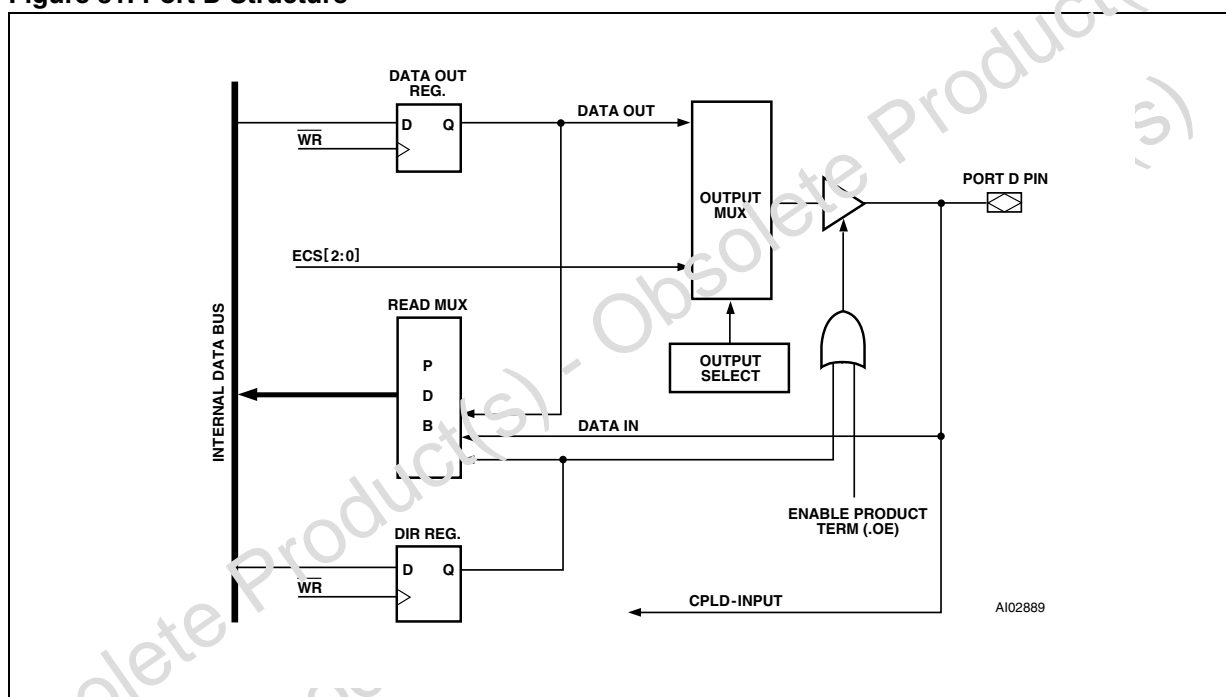 Figure 31. Port D Structure
DATA OUT
REG.
D Q
WR
DATA OUT
OUTPUT
MUX
PORT D PIN
ECS[2:0]
READ MUX
P
D
B
OUTPUT
SELECT
INTERNAL DATA BUS
DATA IN
ENABLE PRODUCT
TERM (.OE)
DIR REG.
D Q
WR
CPLD-INPUT
AI02889
Obsolete Product(s) - Obsolete Product(s)